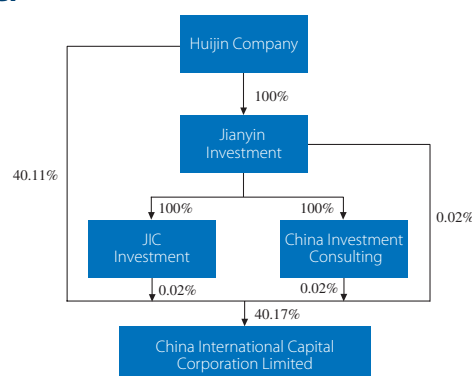 Huijin Company
100%
Jianyin
Investment
40.11%
0.02%
100%
100%
JIC
Investment
China Investment
Consulting
0.02%
0.02%
40.17%
China International Capital
Corporation Limited